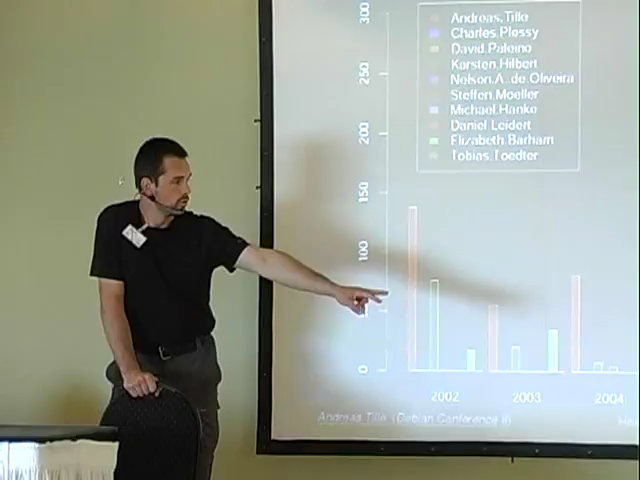 300
Andreas.Tille
Charles.Plessy
David.Paleino
Karsten.Hilbert
250
Nelson.A..de.Oliveira
Steffen.Moeller
Michael.Hanke
200
Daniel.Leidert
Elizabeth.Barham
Tobias.Toedter
150
100
0
2002 2003 2004
Andreas Tille (Debian Conference